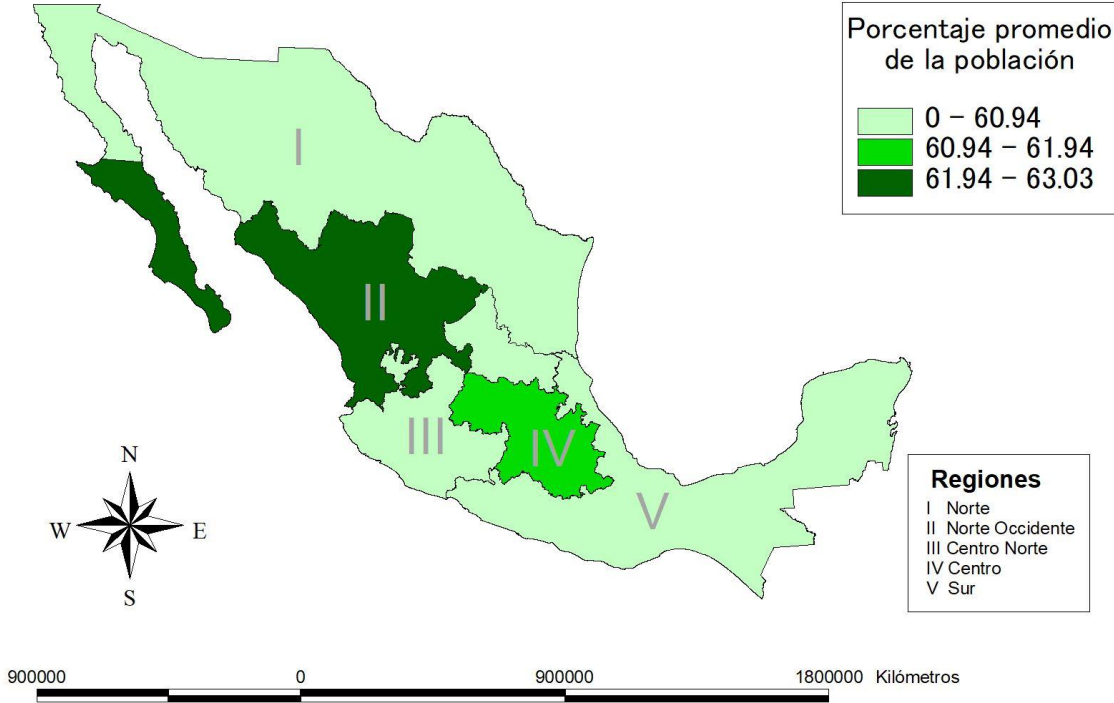 Porcentaje promedio
de la población
0 - 60.94
60.94 - 61.94
61.94 - 63.03
I
II
III
IV
V
N
W E
S
Regiones
I Norte
II Norte Occidente
III Centro Norte
IV Centro
V Sur
900000 0 900000 1800000 Kilómetros